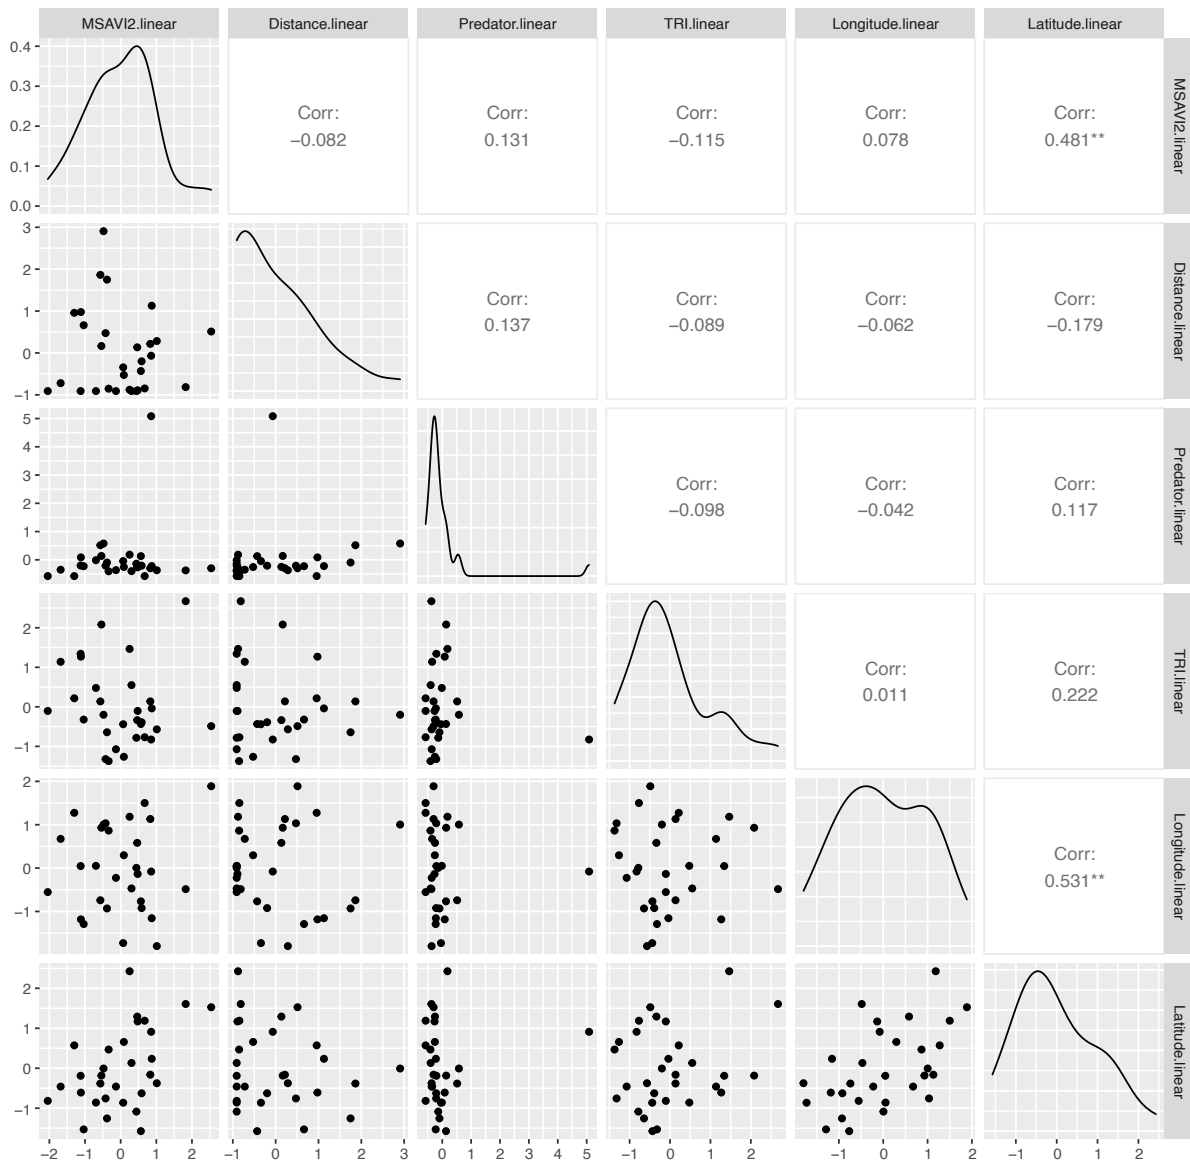 MSAVI2.linear Distance.linear Predator.linear TRI.linear Longitude.linear Latitude.linear
0.4
0.3
0.2
0.1
0.0
Corr:
−0.082
Corr:
0.131
Corr:
−0.115
Corr:
0.078
Corr:
0.481**
MSAVI2.linear
3
2
1
0
−1
Corr:
0.137
Corr:
−0.089
Corr:
−0.062
Corr:
−0.179
Distance.linear
5
4
3
2
1
0
Corr:
−0.098
Corr:
−0.042
Corr:
0.117
Predator.linear
2
1
0
−1
Corr:
0.011
Corr:
0.222
TRI.linear
2
1
0
−1
Corr:
0.531**
Longitude.linear
2
1
0
−1
Latitude.linear
−2 −1 0 1 2
−1 0 1 2 3
0 1 2 3 4 5
−1 0 1 2
−1 0 1 2
−1 0 1 2